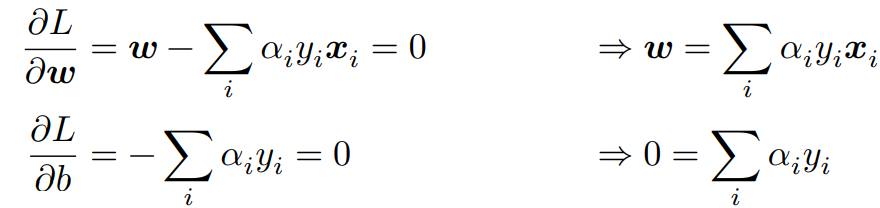 ∂L/∂𝒘 = 𝒘 − ∑_i α_i y_i 𝒙_i = 0 ⇒ 𝒘 = ∑_i α_i y_i 𝒙_i
∂L/∂b = − ∑_i α_i y_i = 0 ⇒ 0 = ∑_i α_i y_i